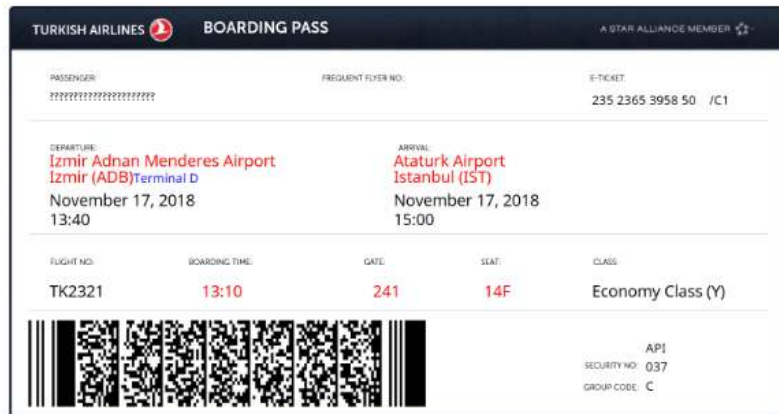 TURKISH AIRLINES BOARDING PASS A STAR ALLIANCE MEMBER
PASSENGER: FREQUENT FLYER NO: E-TICKET:
?????????????????????? 235 2365 3958 50 /C1
DEPARTURE: ARRIVAL:
Izmir Adnan Menderes Airport Ataturk Airport
Izmir (ADB)Terminal D Istanbul (IST)
November 17, 2018 November 17, 2018
13:40 15:00
FLIGHT NO: BOARDING TIME: GATE: SEAT: CLASS:
TK2321 13:10 241 14F Economy Class (Y)
API
SECURITY NO: 037
GROUP CODE: C